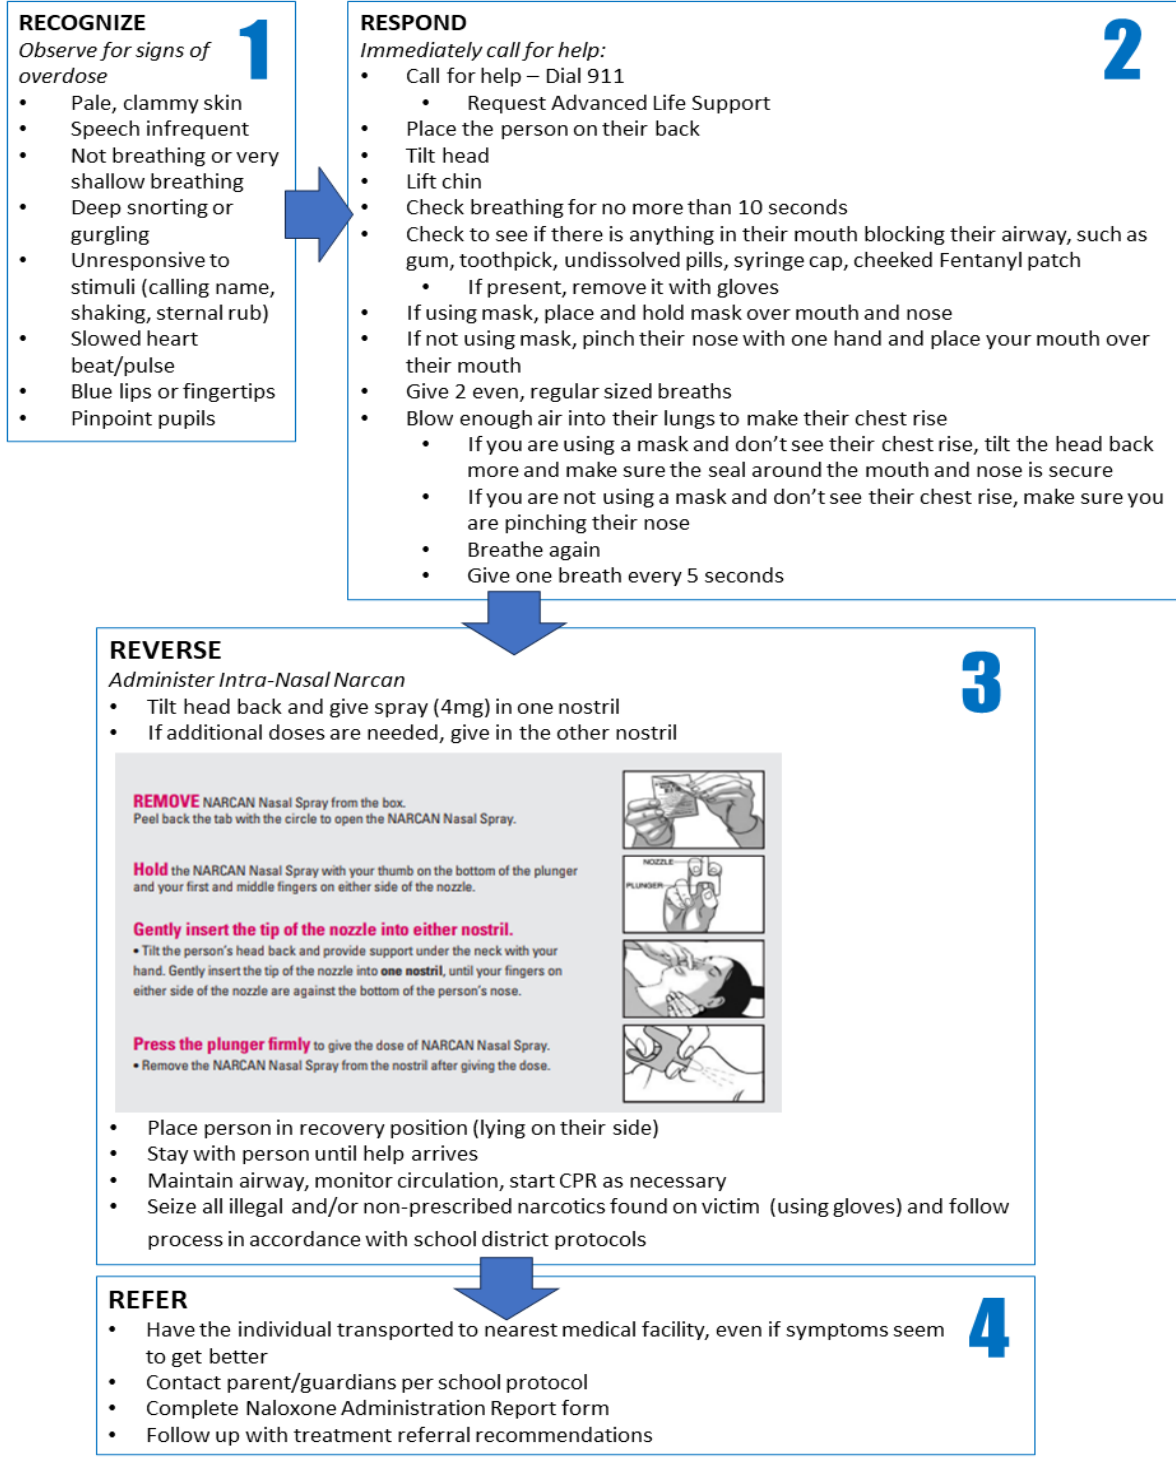 RECOGNIZE
1
Observe for signs of
overdose
• Pale, clammy skin
• Speech infrequent
• Not breathing or very
shallow breathing
• Deep snorting or
gurgling
• Unresponsive to
stimuli (calling name,
shaking, sternal rub)
• Slowed heart
beat/pulse
• Blue lips or fingertips
• Pinpoint pupils
RESPOND
2
Immediately call for help:
• Call for help – Dial 911
• Request Advanced Life Support
• Place the person on their back
• Tilt head
• Lift chin
• Check breathing for no more than 10 seconds
• Check to see if there is anything in their mouth blocking their airway, such as
gum, toothpick, undissolved pills, syringe cap, cheeked Fentanyl patch
• If present, remove it with gloves
• If using mask, place and hold mask over mouth and nose
• If not using mask, pinch their nose with one hand and place your mouth over
their mouth
• Give 2 even, regular sized breaths
• Blow enough air into their lungs to make their chest rise
• If you are using a mask and don’t see their chest rise, tilt the head back
more and make sure the seal around the mouth and nose is secure
• If you are not using a mask and don’t see their chest rise, make sure you
are pinching their nose
• Breathe again
• Give one breath every 5 seconds
REVERSE
3
Administer Intra-Nasal Narcan
• Tilt head back and give spray (4mg) in one nostril
• If additional doses are needed, give in the other nostril
REMOVE NARCAN Nasal Spray from the box.
Peel back the tab with the circle to open the NARCAN Nasal Spray.
Hold the NARCAN Nasal Spray with your thumb on the bottom of the plunger
and your first and middle fingers on either side of the nozzle.
NOZZLE
PLUNGER
Gently insert the tip of the nozzle into either nostril.
• Tilt the person’s head back and provide support under the neck with your
hand. Gently insert the tip of the nozzle into one nostril, until your fingers on
either side of the nozzle are against the bottom of the person’s nose.
Press the plunger firmly to give the dose of NARCAN Nasal Spray.
• Remove the NARCAN Nasal Spray from the nostril after giving the dose.
• Place person in recovery position (lying on their side)
• Stay with person until help arrives
• Maintain airway, monitor circulation, start CPR as necessary
• Seize all illegal and/or non-prescribed narcotics found on victim (using gloves) and follow
process in accordance with school district protocols
REFER
4
• Have the individual transported to nearest medical facility, even if symptoms seem
to get better
• Contact parent/guardians per school protocol
• Complete Naloxone Administration Report form
• Follow up with treatment referral recommendations